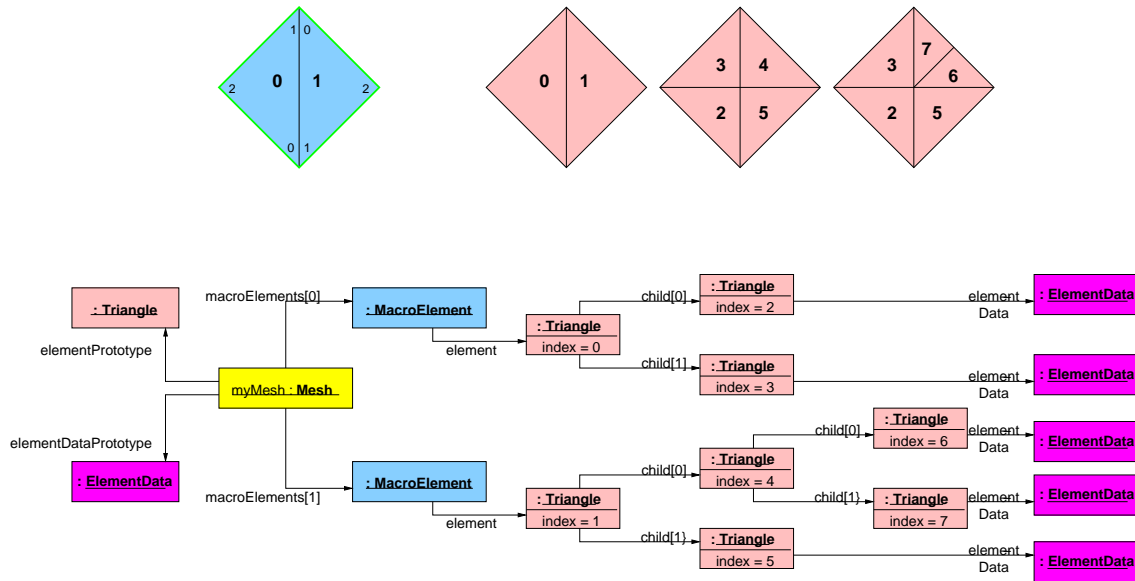 1 0
0 1
2 2
0 1
0 1
3 4
2 5
3 7
6
2 5
: Triangle
elementPrototype
myMesh : Mesh
elementDataPrototype
: ElementData
macroElements[0]
: MacroElement
element
: Triangle
index = 0
child[0]
: Triangle
index = 2
element
Data
: ElementData
child[1]
: Triangle
index = 3
element
Data
: ElementData
macroElements[1]
: MacroElement
element
: Triangle
index = 1
child[0]
: Triangle
index = 4
child[0]
: Triangle
index = 6
element
Data
: ElementData
child[1}
: Triangle
index = 7
element
Data
: ElementData
child[1}
: Triangle
index = 5
element
Data
: ElementData